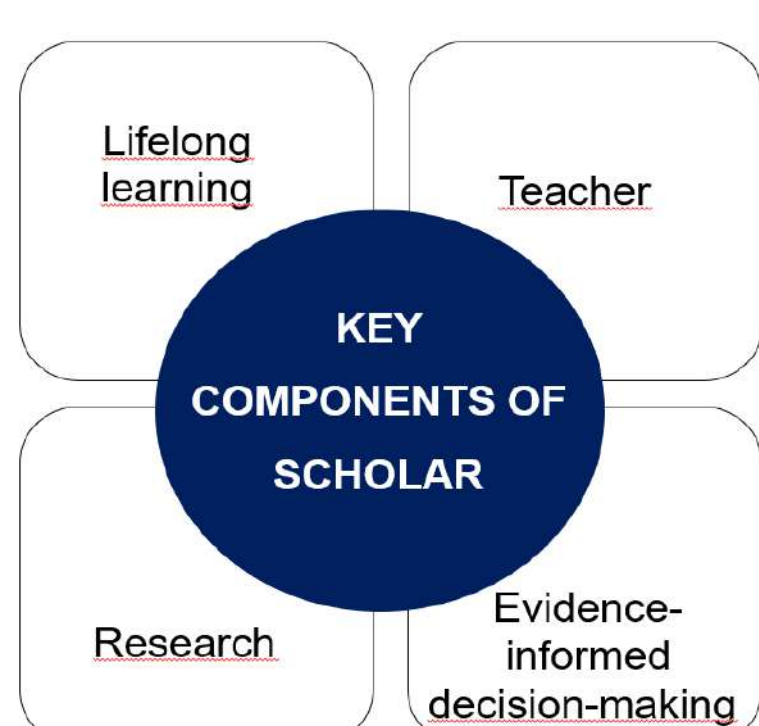 Lifelong
learning
Teacher
KEY
COMPONENTS OF
SCHOLAR
Research
Evidence-
informed
decision-making